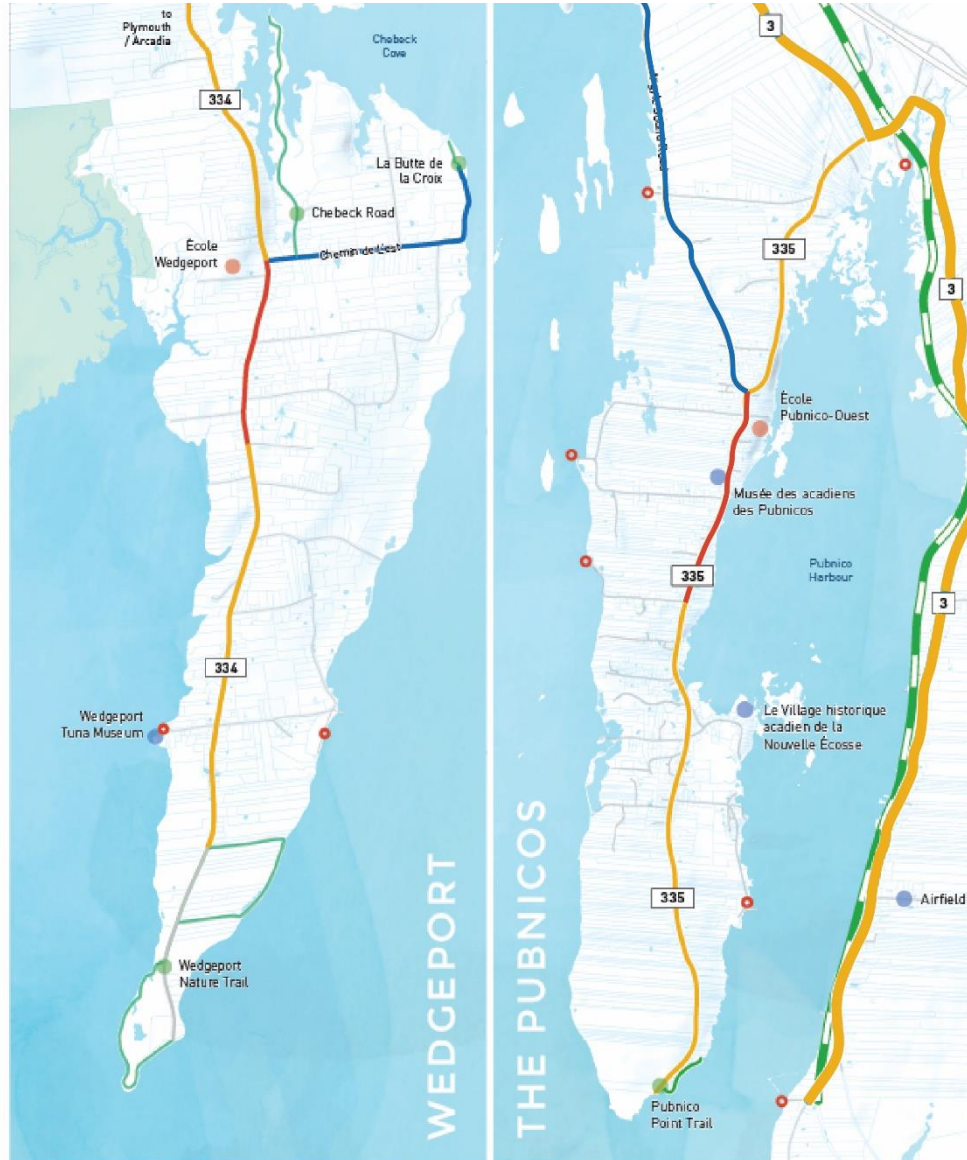 to
Plymouth
/ Arcadia
334
Chebeck
Cove
La Butte de
la Croix
Chebeck Road
École
Wedgeport
Chemin de L'est
334
Wedgeport
Tuna Museum
Wedgeport
Nature Trail
WEDGEPORT
3
335
3
École
Pubnico-Ouest
Musée des acadiens
des Pubnicos
335
Pubnico
Harbour
3
Le Village historique
acadien de la
Nouvelle Écosse
335
Airfield
Pubnico
Point Trail
THE PUBNICOS